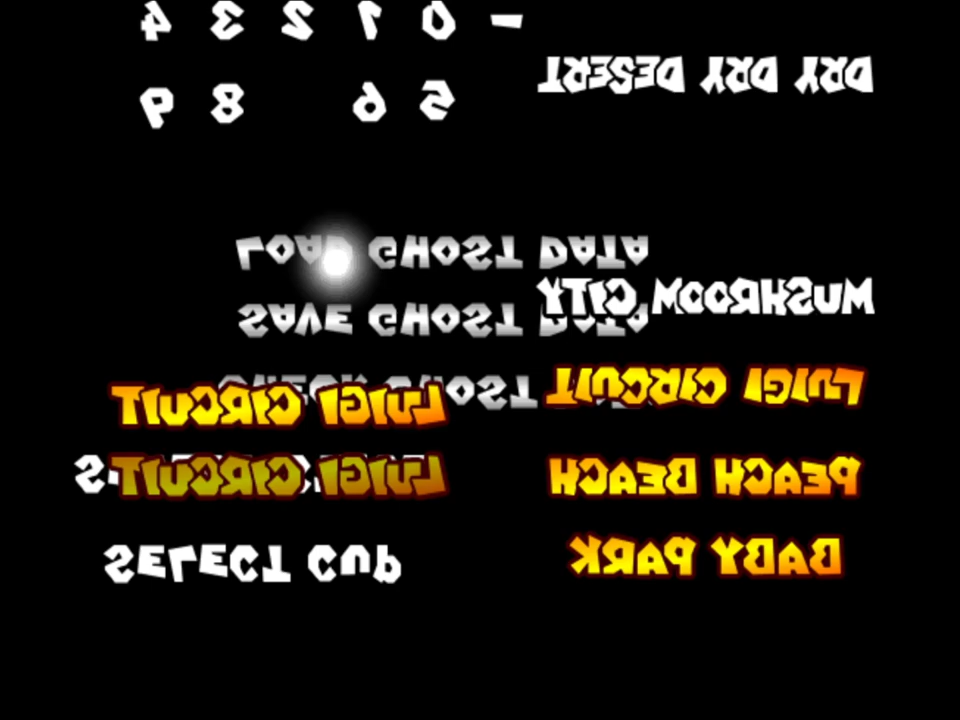 4 3 2 1 0 -
DRY DRY DESERT
9 8 6 5
LOAD GHOST DATA
SAVE GHOST DATA
MUSHROOM CITY
LUIGI CIRCUIT
GHOST
LUIGI CIRCUIT
LUIGI CIRCUIT
PEACH BEACH
SELECT CUP
BABY PARK